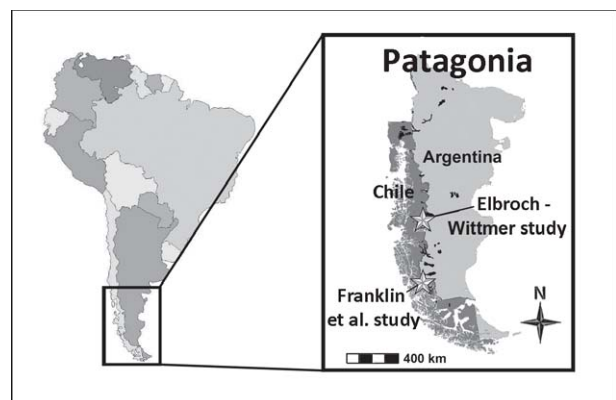 Patagonia
Argentina
Chile
Elbroch -
Wittmer study
Franklin
et al. study
N
400 km